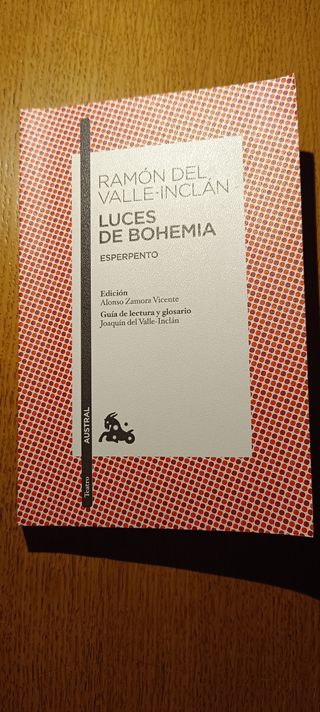 RAMÓN DEL
VALLE-INCLÁN
LUCES
DE BOHEMIA
ESPERPENTO
Edición
Alonso Zamora Vicente
Guía de lectura y glosario
Joaquín del Valle-Inclán
AUSTRAL
Teatro